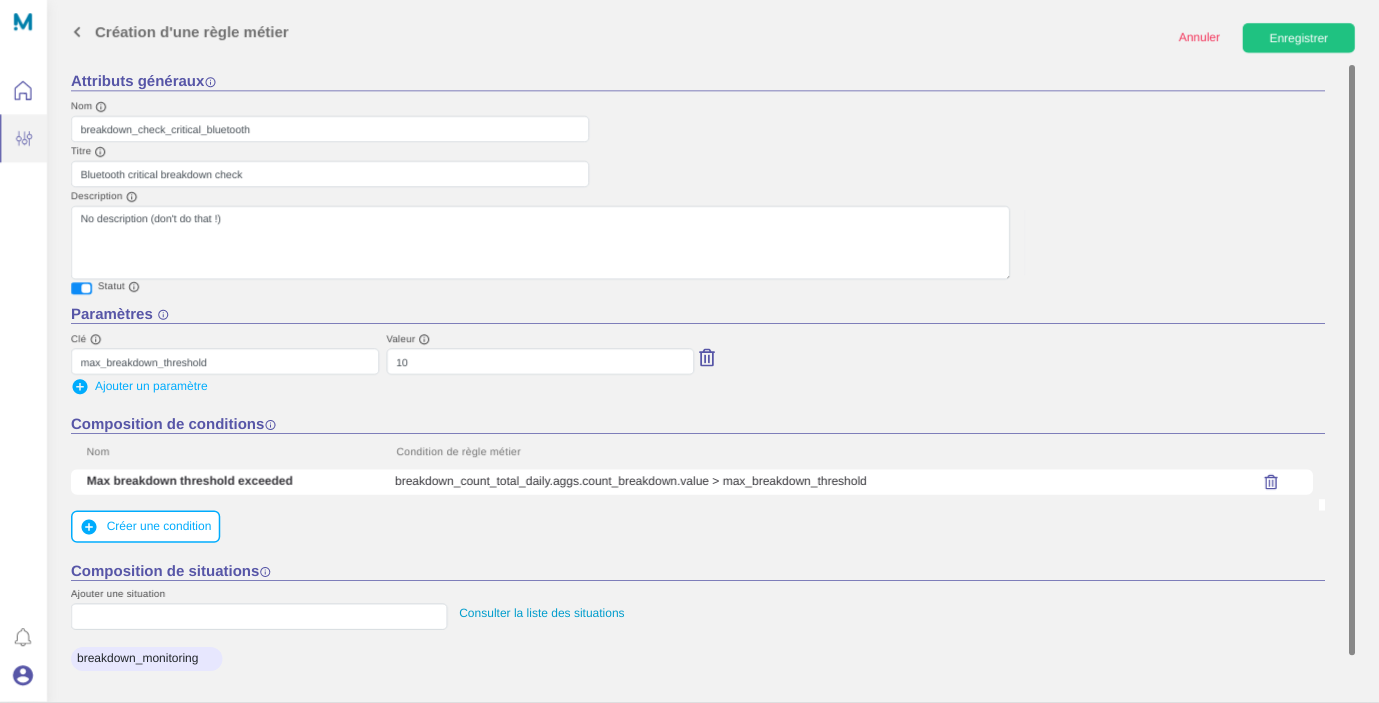 M
Création d'une règle métier
Annuler
Enregistrer
Attributs généraux
Nom
breakdown_check_critical_bluetooth
Titre
Bluetooth critical breakdown check
Description
No description (don't do that !)
Statut
Paramètres
Clé Valeur
max_breakdown_threshold 10
Ajouter un paramètre
Composition de conditions
Nom Condition de règle métier
Max breakdown threshold exceeded breakdown_count_total_daily.aggs.count_breakdown.value > max_breakdown_threshold
Créer une condition
Composition de situations
Ajouter une situation
Consulter la liste des situations
breakdown_monitoring